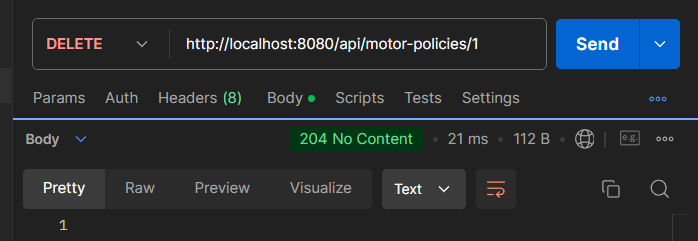 DELETE http://localhost:8080/api/motor-policies/1 Send
Params Auth Headers (8) Body Scripts Tests Settings
Body 204 No Content • 21 ms • 112 B • e.g.
Pretty Raw Preview Visualize Text
1